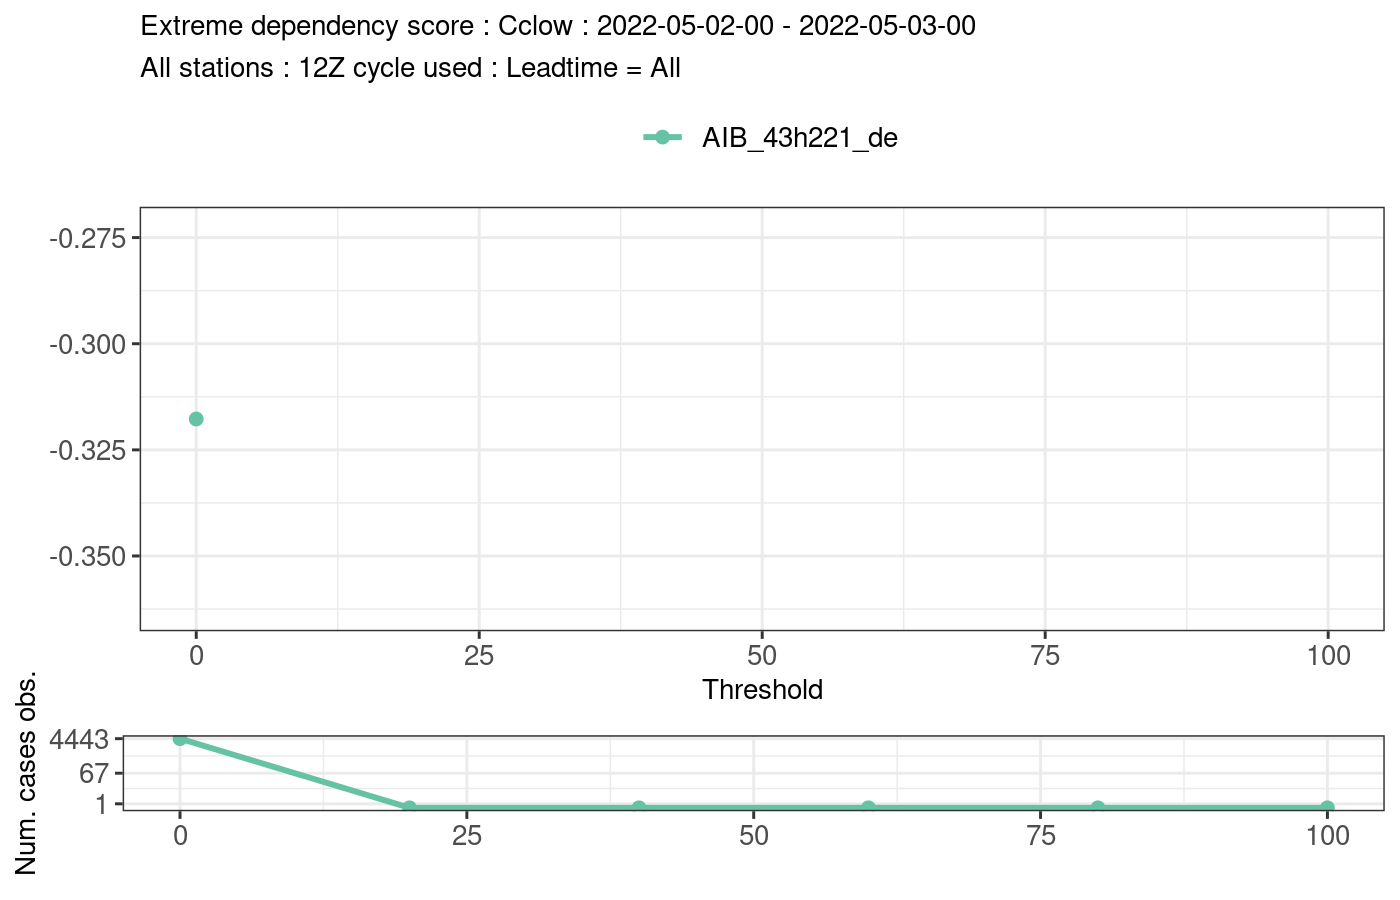 Extreme dependency score : Cclow : 2022-05-02-00 - 2022-05-03-00
All stations : 12Z cycle used : Leadtime = All
AIB_43h221_de
-0.275
-0.300
-0.325
-0.350
0 25 50 75 100
Threshold
Num. cases obs.
4443
67
1
0 25 50 75 100